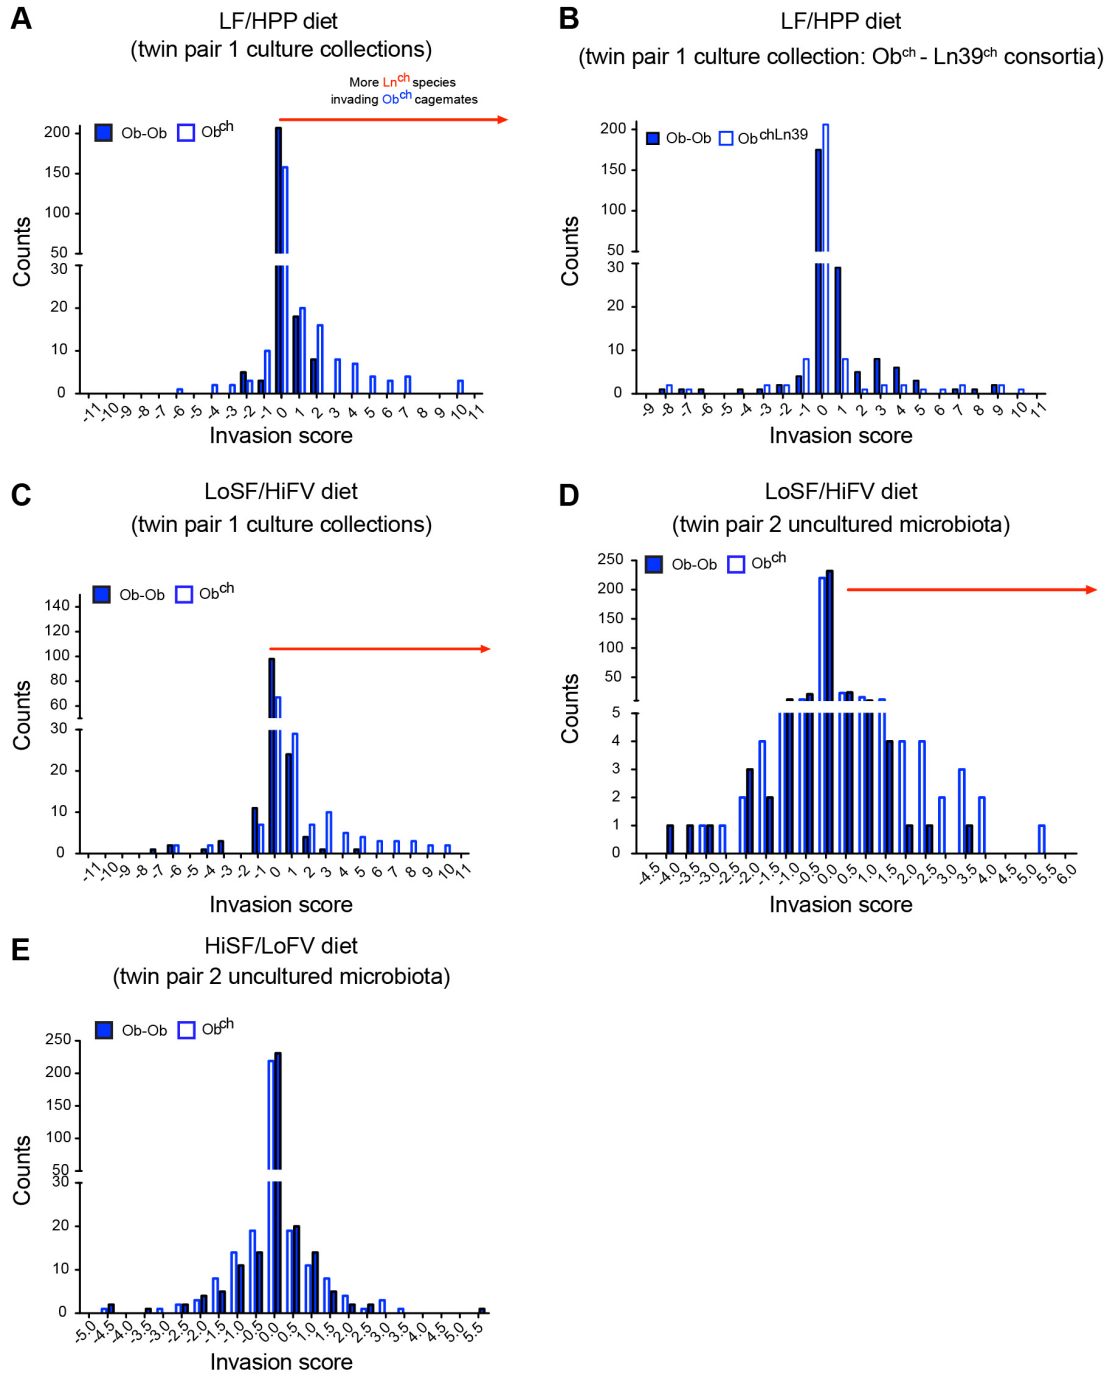 A
LF/HPP diet
(twin pair 1 culture collections)
More Lnch species
invading Obch cagemates
Ob-Ob Obch
200
150
100
50
30
20
10
0
Counts
-11 -10 -9 -8 -7 -6 -5 -4 -3 -2 -1 0 1 2 3 4 5 6 7 8 9 10 11
Invasion score
B
LF/HPP diet
(twin pair 1 culture collection: Obch - Ln39ch consortia)
Ob-Ob ObchLn39
200
150
100
50
30
20
10
0
Counts
-9 -8 -7 -6 -5 -4 -3 -2 -1 0 1 2 3 4 5 6 7 8 9 10 11
Invasion score
C
LoSF/HiFV diet
(twin pair 1 culture collections)
Ob-Ob Obch
140
120
100
80
60
30
20
10
0
Counts
-11 -10 -9 -8 -7 -6 -5 -4 -3 -2 -1 0 1 2 3 4 5 6 7 8 9 10 11
Invasion score
D
LoSF/HiFV diet
(twin pair 2 uncultured microbiota)
Ob-Ob Obch
250
200
150
100
50
5
4
3
2
1
0
Counts
-4.5 -4.0 -3.5 -3.0 -2.5 -2.0 -1.5 -1.0 -0.5 0.0 0.5 1.0 1.5 2.0 2.5 3.0 3.5 4.0 4.5 5.0 5.5 6.0
Invasion score
E
HiSF/LoFV diet
(twin pair 2 uncultured microbiota)
Ob-Ob Obch
250
200
150
100
50
30
20
10
0
Counts
-5.0 -4.5 -4.0 -3.5 -3.0 -2.5 -2.0 -1.5 -1.0 -0.5 0.0 0.5 1.0 1.5 2.0 2.5 3.0 3.5 4.0 4.5 5.0 5.5
Invasion score